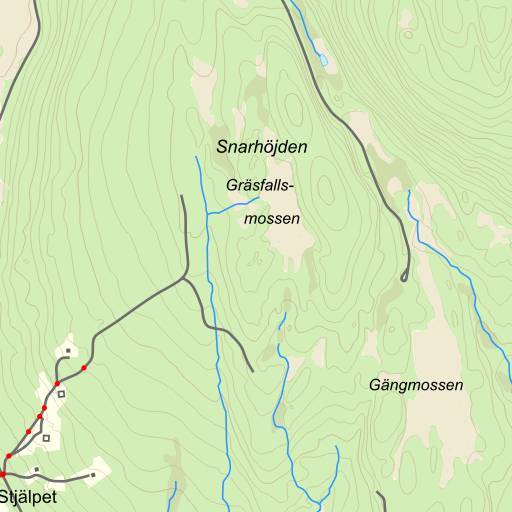 Snarhöjden
Gräsfalls-
mossen
Gängmossen
Stjälpet